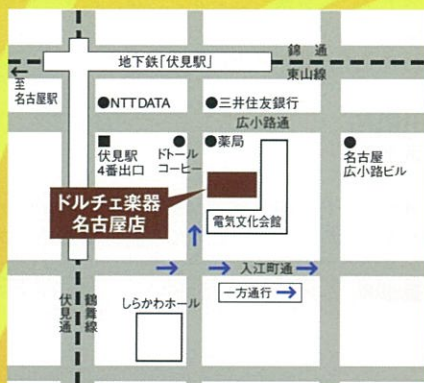 錦通
地下鉄「伏見駅」
東山線
至
名古屋駅
●NTT DATA
●三井住友銀行
広小路通
伏見駅
4番出口
ドトール
コーヒー
●薬局
名古屋
広小路ビル
ドルチェ楽器
名古屋店
電気文化会館
入江町通
一方通行
伏見通
鶴舞線
しらかわホール